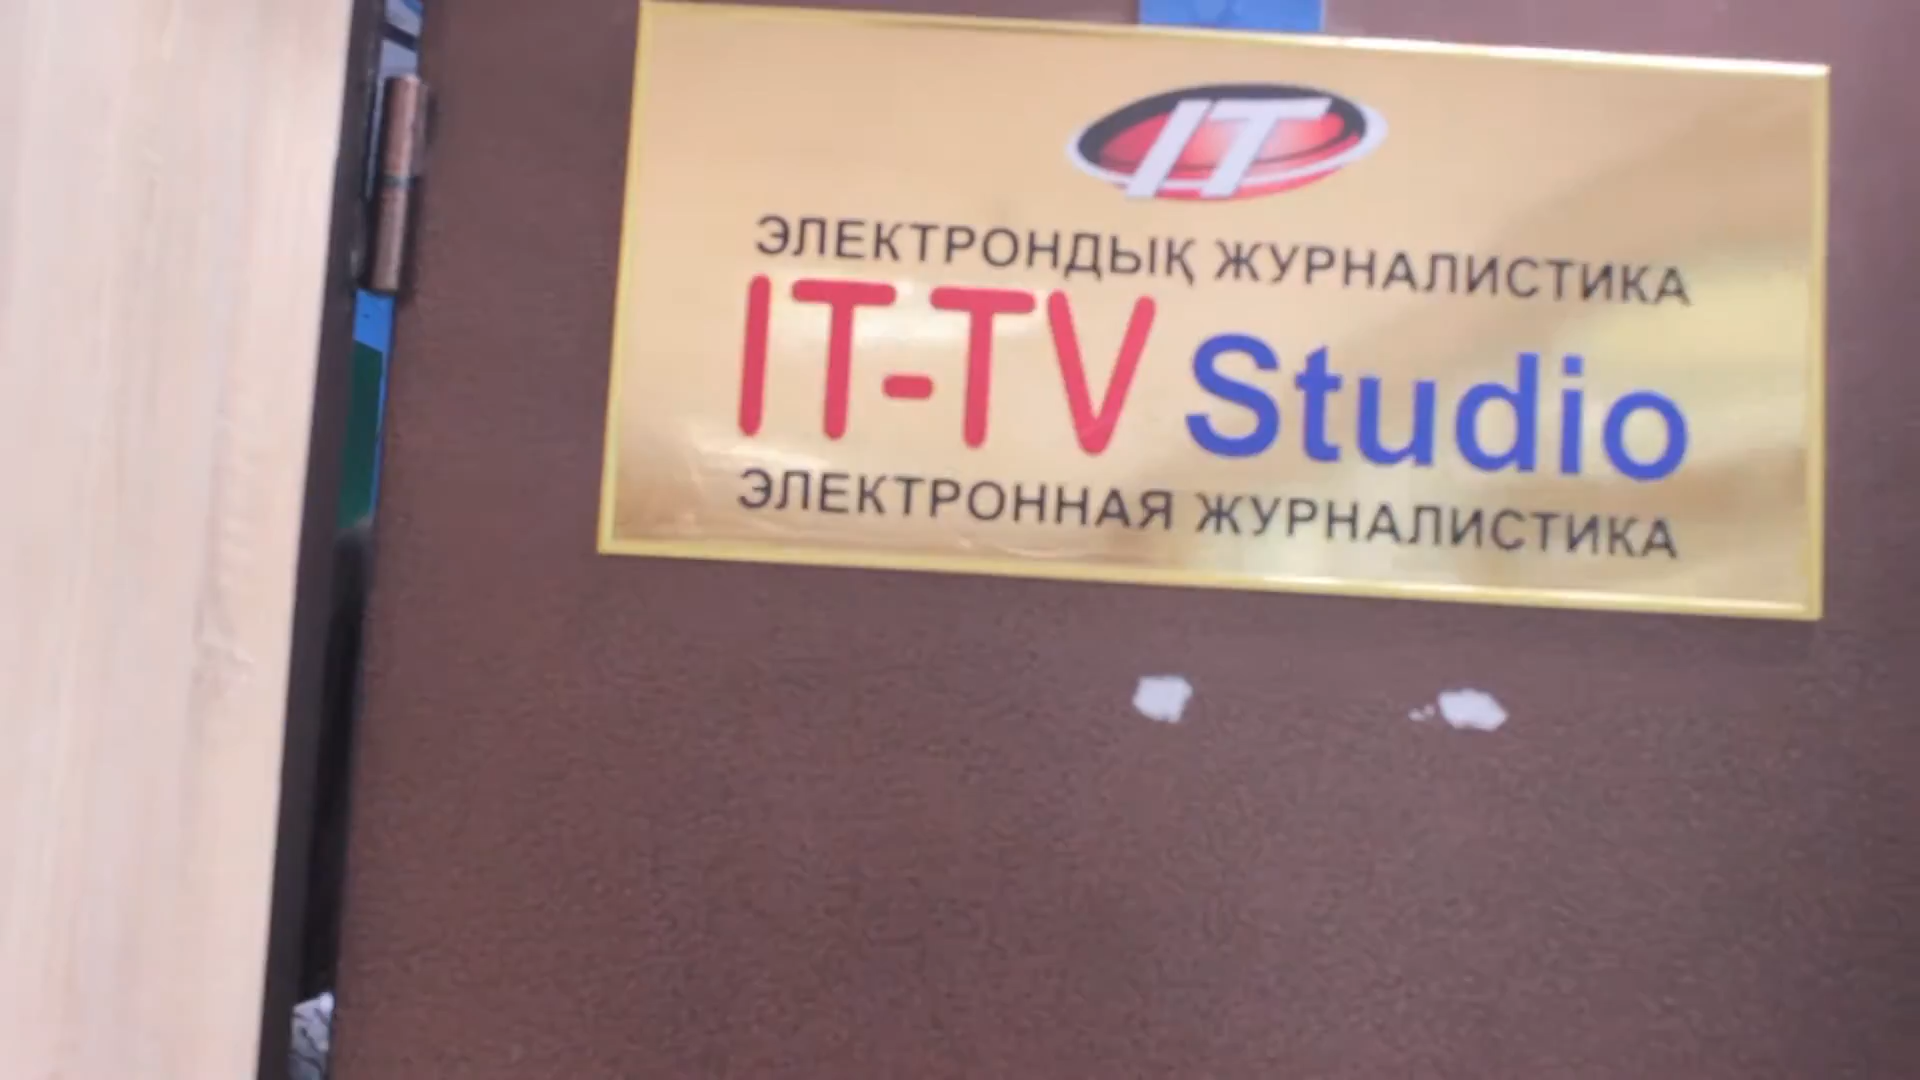 IT
ЭЛЕКТРОНДЫҚ ЖУРНАЛИСТИКА
IT-TV Studio
ЭЛЕКТРОННАЯ ЖУРНАЛИСТИКА